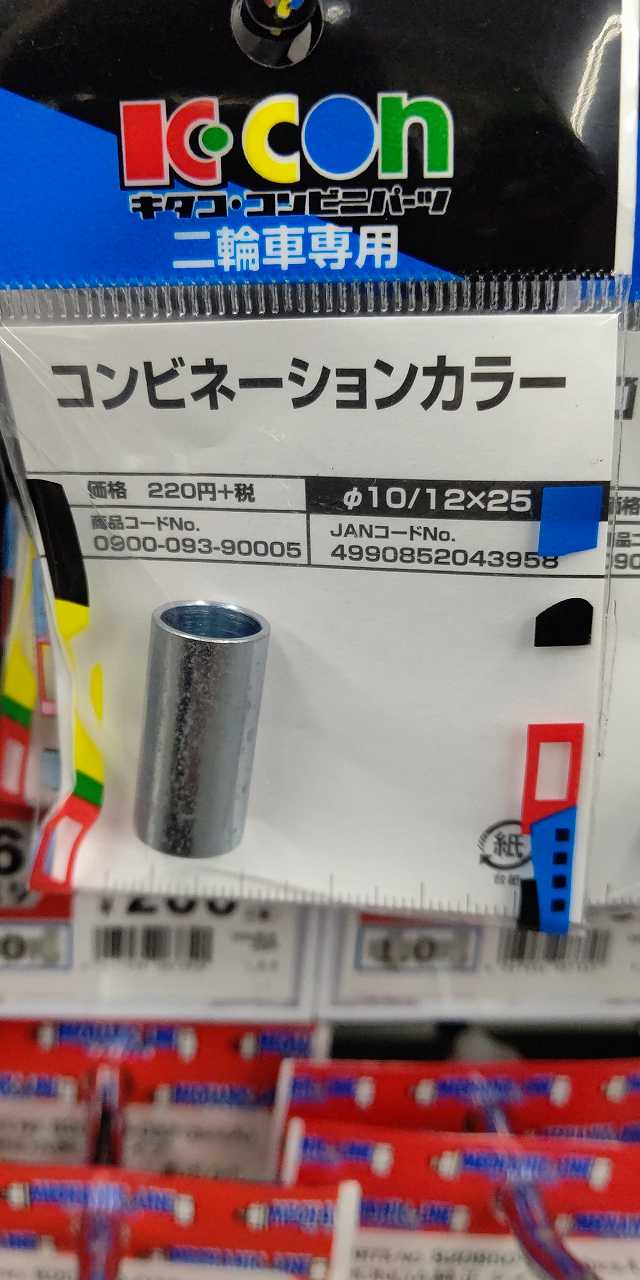 K・CON
キタコ・コンビニパーツ
二輪車専用
コンビネーションカラー
価格 220円+税
φ10/12×25
商品コードNo.
0900-093-90005
JANコードNo.
4990852043958
紙
台紙